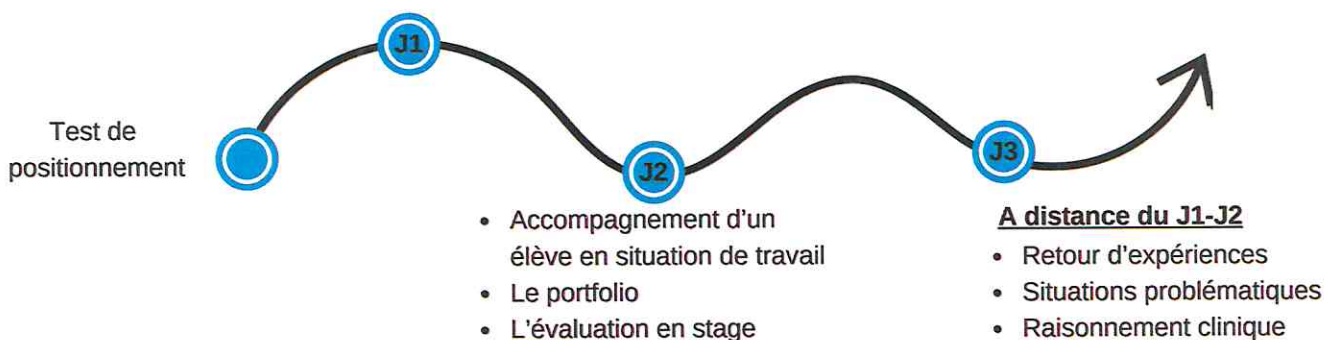 J1
Test de
positionnement
J2
J3
• Accompagnement d'un
élève en situation de travail
• Le portfolio
• L'évaluation en stage
A distance du J1-J2
• Retour d'expériences
• Situations problématiques
• Raisonnement clinique